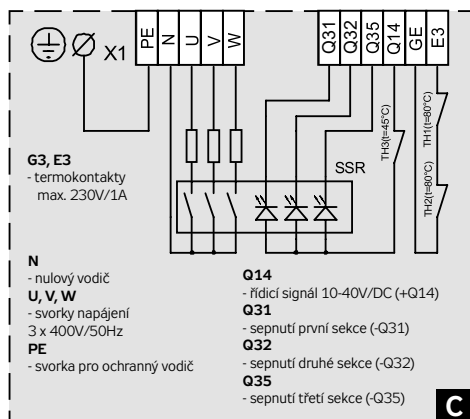 X1
PE
N
U
V
W
Q31
Q32
Q35
Q14
GE
E3
TH3(t=45°C)
TH1(t=80°C)
TH2(t=80°C)
SSR
G3, E3
- termokontakty
max. 230V/1A
N
- nulový vodič
U, V, W
- svorky napájení
3 x 400V/50Hz
PE
- svorka pro ochranný vodič
Q14
- řídicí signál 10-40V/DC (+Q14)
Q31
- sepnutí první sekce (-Q31)
Q32
- sepnutí druhé sekce (-Q32)
Q35
- sepnutí třetí sekce (-Q35)
C